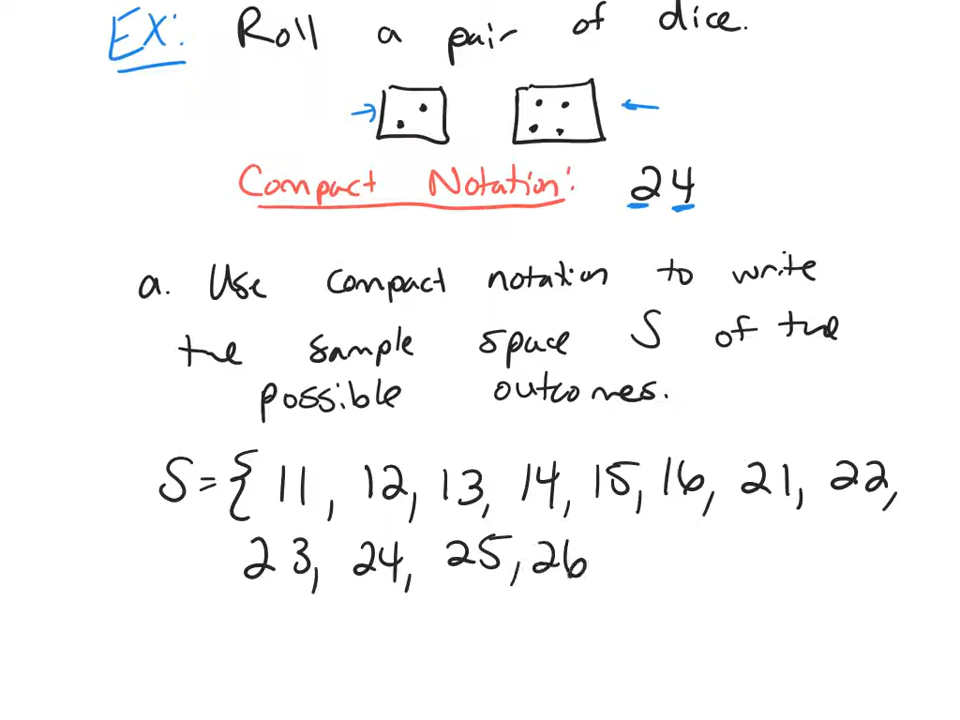 EX: Roll a pair of dice.
Compact Notation: 24
a. Use compact notation to write
the sample space S of the
possible outcomes.
S = { 11, 12, 13, 14, 15, 16, 21, 22,
23, 24, 25, 26